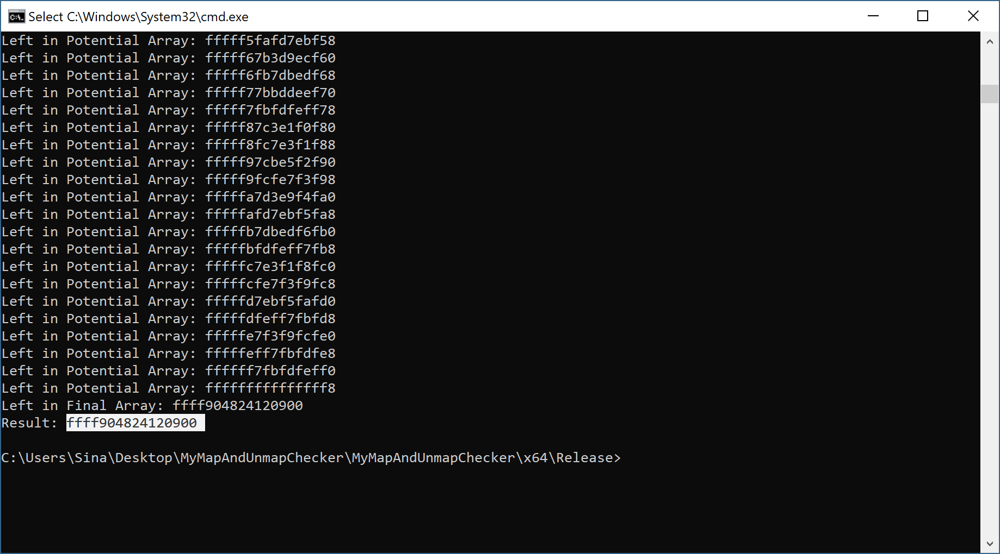 Select C:\Windows\System32\cmd.exe
Left in Potential Array: fffff5fafd7ebf58
Left in Potential Array: fffff67b3d9ecf60
Left in Potential Array: fffff6fb7dbedf68
Left in Potential Array: fffff77bbddeef70
Left in Potential Array: fffff7fbfdfeff78
Left in Potential Array: fffff87c3e1f0f80
Left in Potential Array: fffff8fc7e3f1f88
Left in Potential Array: fffff97cbe5f2f90
Left in Potential Array: fffff9fcfe7f3f98
Left in Potential Array: fffffa7d3e9f4fa0
Left in Potential Array: fffffafd7ebf5fa8
Left in Potential Array: fffffb7dbedf6fb0
Left in Potential Array: fffffbfdfeff7fb8
Left in Potential Array: fffffc7e3f1f8fc0
Left in Potential Array: fffffcfe7f3f9fc8
Left in Potential Array: fffffd7ebf5fafd0
Left in Potential Array: fffffdfeff7fbfd8
Left in Potential Array: fffffe7f3f9fcfe0
Left in Potential Array: fffffeff7fbfdfe8
Left in Potential Array: ffffff7fbfdfeff0
Left in Potential Array: fffffffffffffff8
Left in Final Array: ffff904824120900
Result: ffff904824120900
C:\Users\Sina\Desktop\MyMapAndUnmapChecker\MyMapAndUnmapChecker\x64\Release>